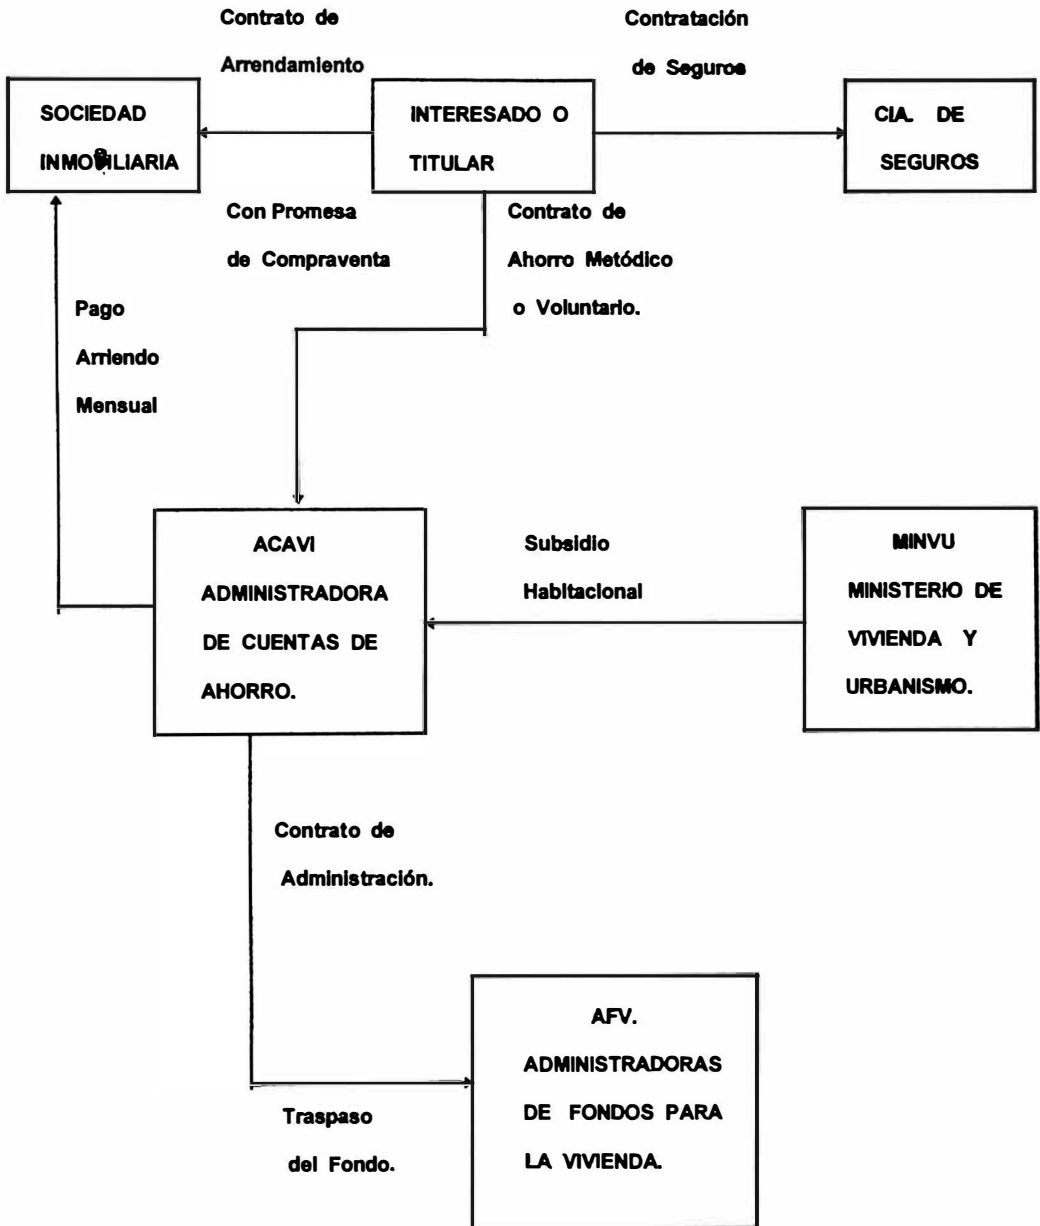 Contrato de
Arrendamiento
Contratación
de Seguros
SOCIEDAD
INMOBILIARIA
INTERESADO O
TITULAR
CIA. DE
SEGUROS
Con Promesa
de Compraventa
Contrato de
Ahorro Metódico
o Voluntario.
Pago
Arriendo
Mensual
ACAVI
ADMINISTRADORA
DE CUENTAS DE
AHORRO.
Subsidio
Habitacional
MINVU
MINISTERIO DE
VIVIENDA Y
URBANISMO.
Contrato de
Administración.
AFV.
ADMINISTRADORAS
DE FONDOS PARA
LA VIVIENDA.
Traspaso
del Fondo.